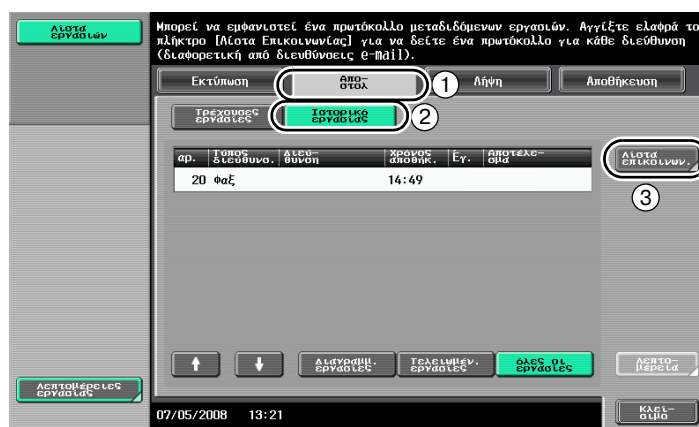 Λίστα
εργασιών
Μπορεί να εμφανιστεί ένα πρωτόκολλο μεταδιδόμενων εργασιών. Αγγίξτε ελαφρά το
πλήκτρο [Λίστα Επικοινωνίας] για να δείτε ένα πρωτόκολλο για κάθε διεύθυνση
(διαφορετική από διευθύνσεις e-mail).
Εκτύπωση
Απο-
στολ
1
Λήψη
Αποθήκευση
Τρέχουσες
εργασίες
Ιστορικό
εργασίας
2
αρ. Τύπος
διεύθυνσ. Διεύ-
θυνση Χρόνος
αποθήκ. Εγ. Αποτέλε-
σμα
Λίστα
επικοινων.
3
20 Φαξ 14:49
Διαγραμμ.
εργασίες
Τελειωμέν.
εργασίες
όλες οι
εργασίες
Λεπτο-
μέρεια
Λεπτομέρειες
εργασίας
07/05/2008 13:21
Κλεί-
σιμο